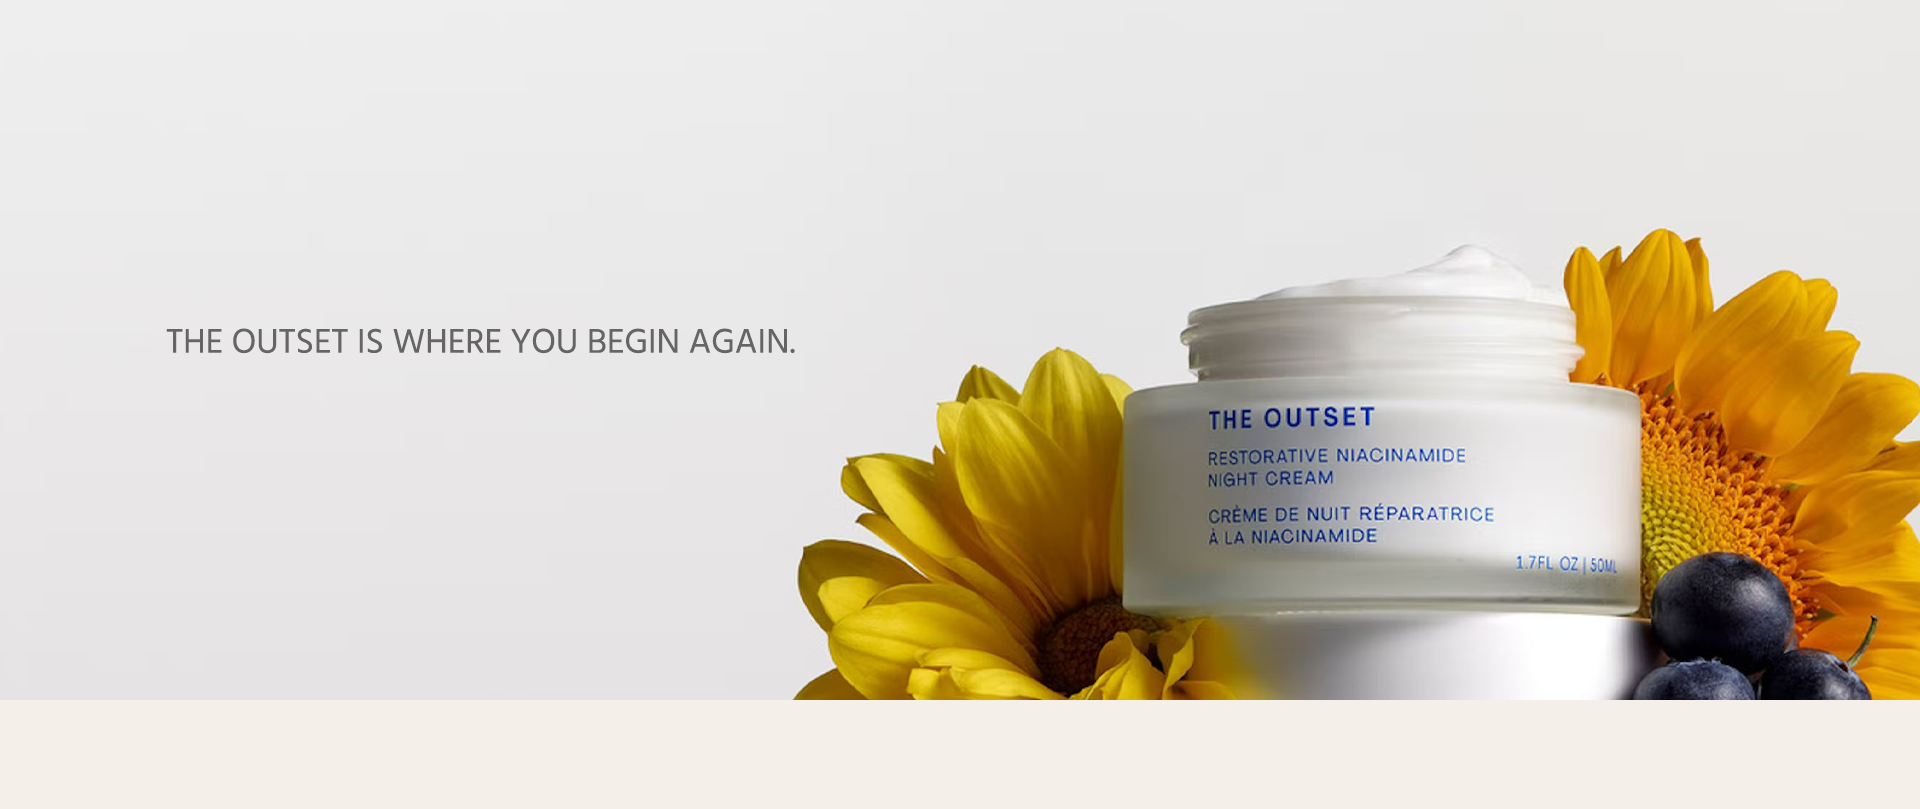 THE OUTSET IS WHERE YOU BEGIN AGAIN.
THE OUTSET
RESTORATIVE NIACINAMIDE
NIGHT CREAM
CRÈME DE NUIT RÉPARATRICE
À LA NIACINAMIDE
1.7FL OZ | 50ML